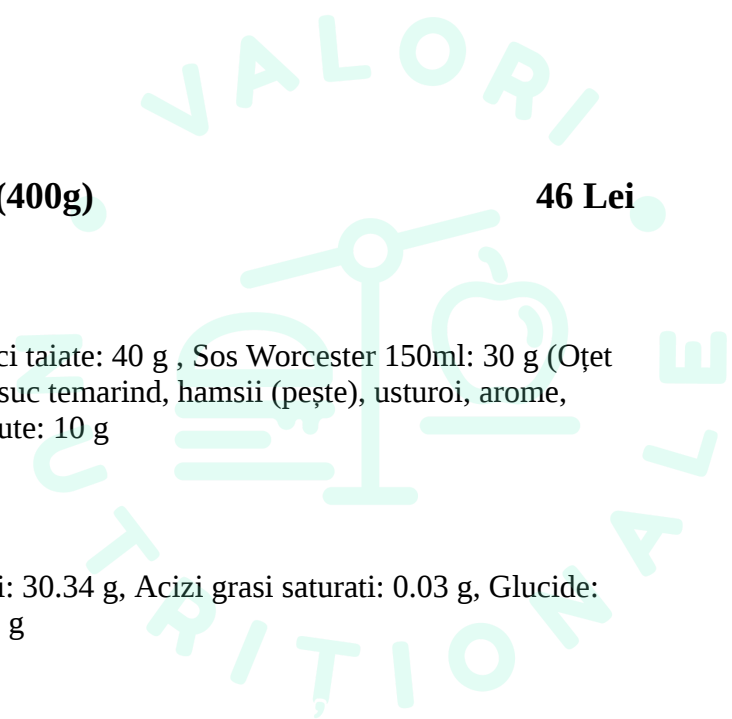 VALORI
(400g) 46 Lei
ci taiate: 40 g , Sos Worcester 150ml: 30 g (Oțet
suc temarind, hamsii (pește), usturoi, arome,
ute: 10 g
i: 30.34 g, Acizi grasi saturati: 0.03 g, Glucide:
g
NUTRIȚIONALE